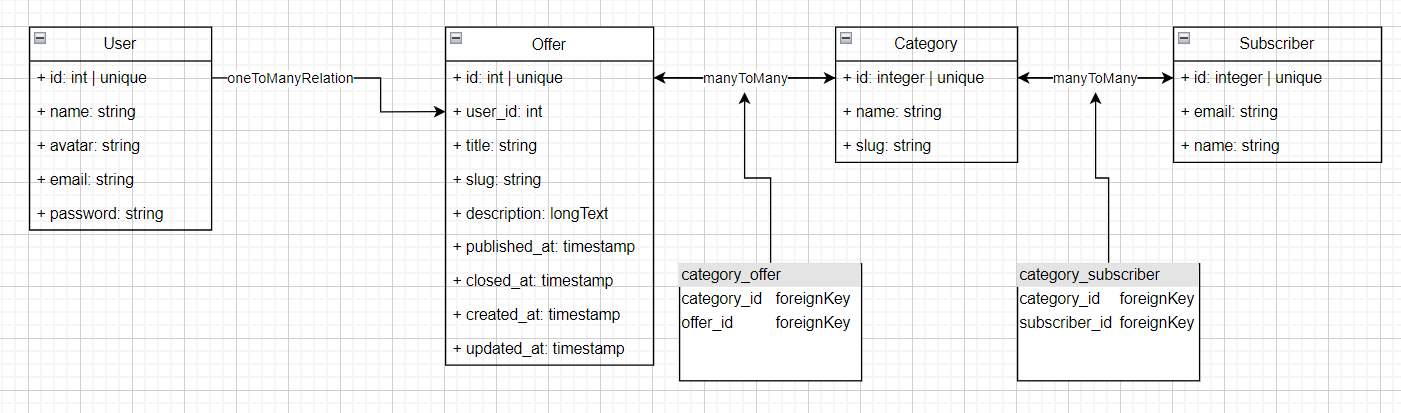 User
+ id: int | unique
+ name: string
+ avatar: string
+ email: string
+ password: string
oneToManyRelation
Offer
+ id: int | unique
+ user_id: int
+ title: string
+ slug: string
+ description: longText
+ published_at: timestamp
+ closed_at: timestamp
+ created_at: timestamp
+ updated_at: timestamp
manyToMany
category_offer
category_id foreignKey
offer_id foreignKey
Category
+ id: integer | unique
+ name: string
+ slug: string
manyToMany
category_subscriber
category_id foreignKey
subscriber_id foreignKey
Subscriber
+ id: integer | unique
+ email: string
+ name: string